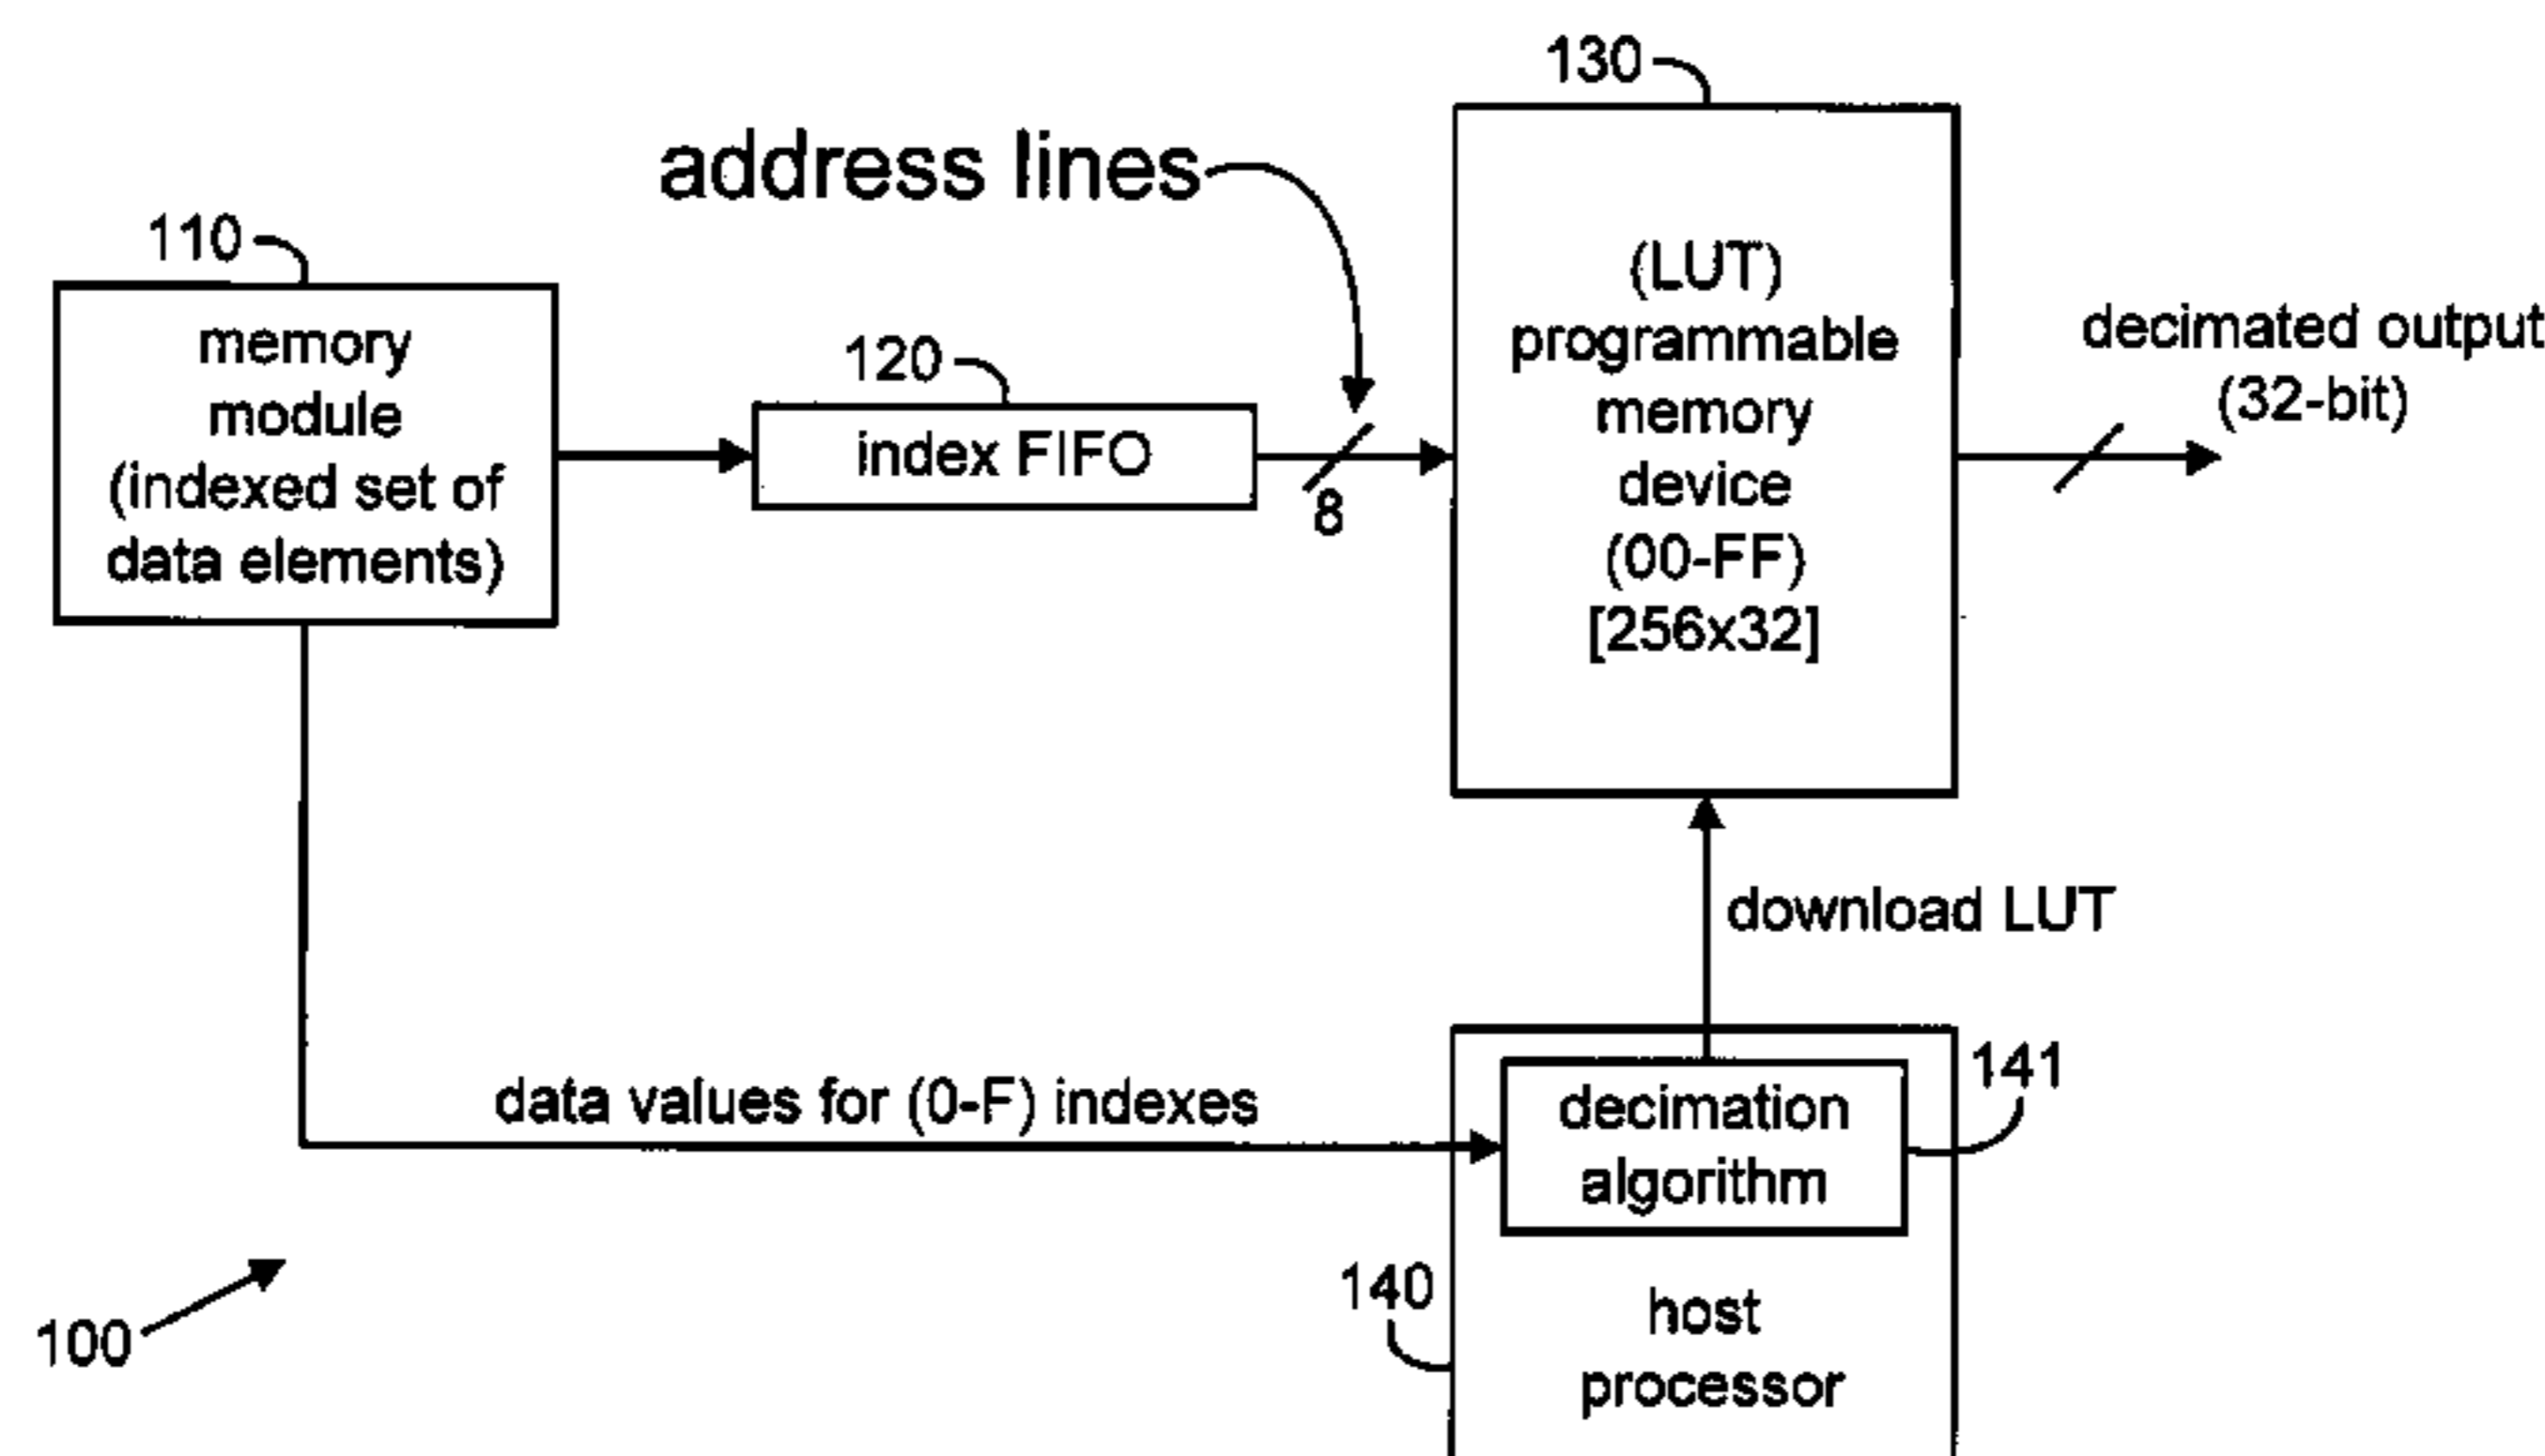 130
address lines
110
memory
module
(indexed set of
data elements)
120
index FIFO
8
(LUT)
programmable
memory
device
(00-FF)
[256x32]
decimated output
(32-bit)
download LUT
data values for (0-F) indexes
decimation
algorithm
141
140
host
processor
100